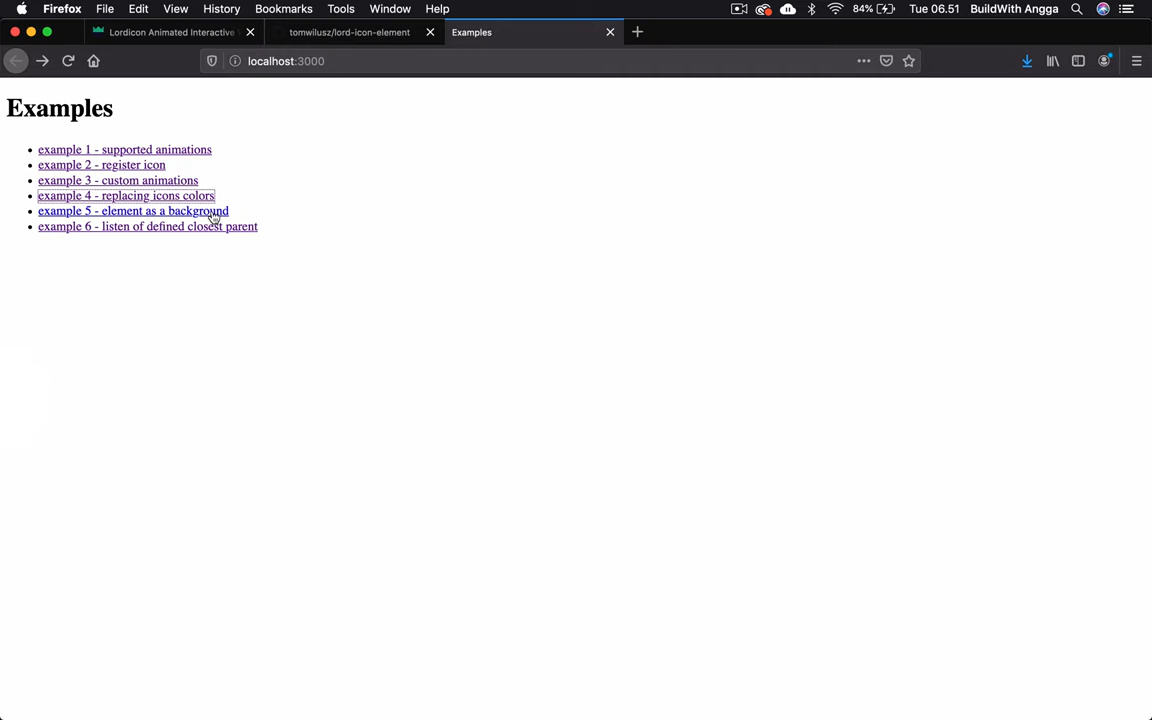 Firefox File Edit View History Bookmarks Tools Window Help 84% Tue 06.51 BuildWith Angga
Lordicon Animated Interactive tomwilusz/lord-icon-element Examples
localhost:3000
Examples
example 1 - supported animations
example 2 - register icon
example 3 - custom animations
example 4 - replacing icons colors
example 5 - element as a background
example 6 - listen of defined closest parent